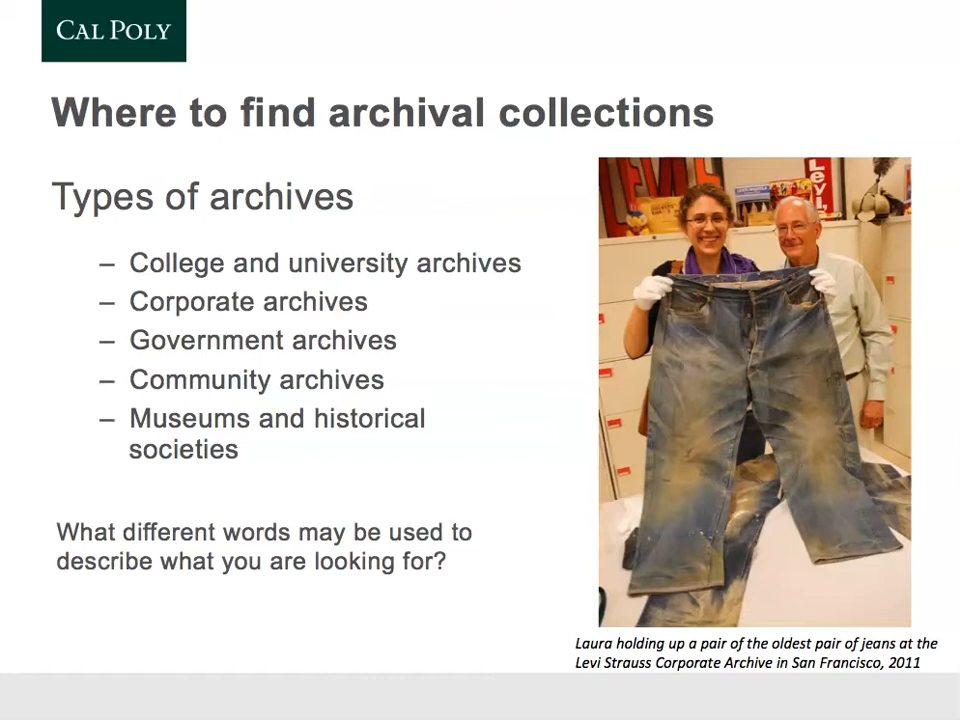 CAL POLY
Where to find archival collections
Types of archives
– College and university archives
– Corporate archives
– Government archives
– Community archives
– Museums and historical
societies
What different words may be used to
describe what you are looking for?
Laura holding up a pair of the oldest pair of jeans at the
Levi Strauss Corporate Archive in San Francisco, 2011